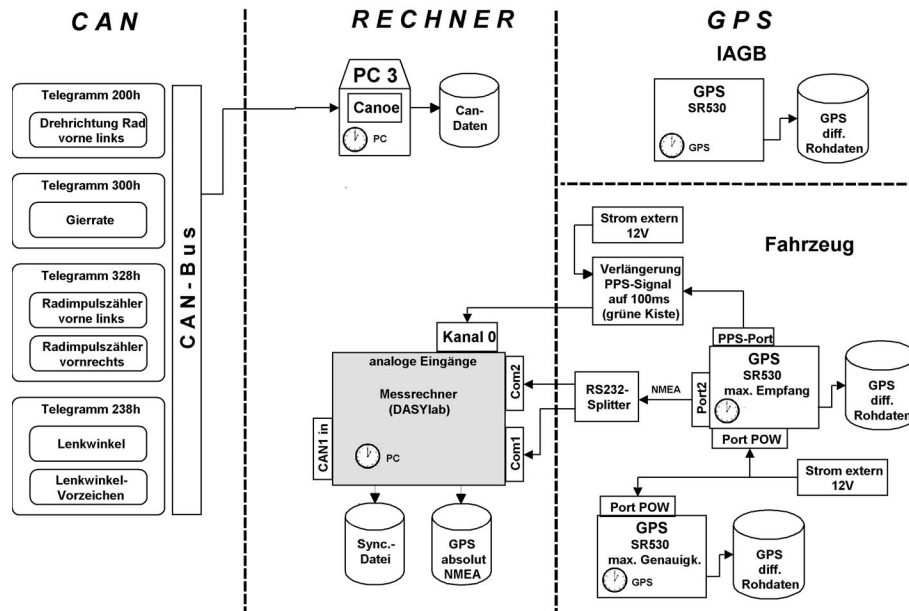 CAN
RECHNER
GPS
Telegramm 200h
Drehrichtung Rad
vorne links
Telegramm 300h
Gierrate
Telegramm 328h
Radimpulszähler
vorne links
Radimpulszähler
vornrechts
Telegramm 238h
Lenkwinkel
Lenkwinkel-
Vorzeichen
CAN-Bus
PC 3
Canoe
PC
Can-
Daten
Kanal 0
analoge Eingänge
Messrechner
(DASYlab)
PC
CAN1 in
Com2
Com1
Sync.-
Datei
GPS
absolut
NMEA
IAGB
GPS
SR530
GPS
GPS
diff.
Rohdaten
Fahrzeug
Strom extern
12V
Verlängerung
PPS-Signal
auf 100ms
(grüne Kiste)
RS232-
Splitter
NMEA
PPS-Port
GPS
SR530
max. Empfang
Port2
Port POW
GPS
diff.
Rohdaten
Strom extern
12V
Port POW
GPS
SR530
max. Genauigk.
GPS
GPS
diff.
Rohdaten